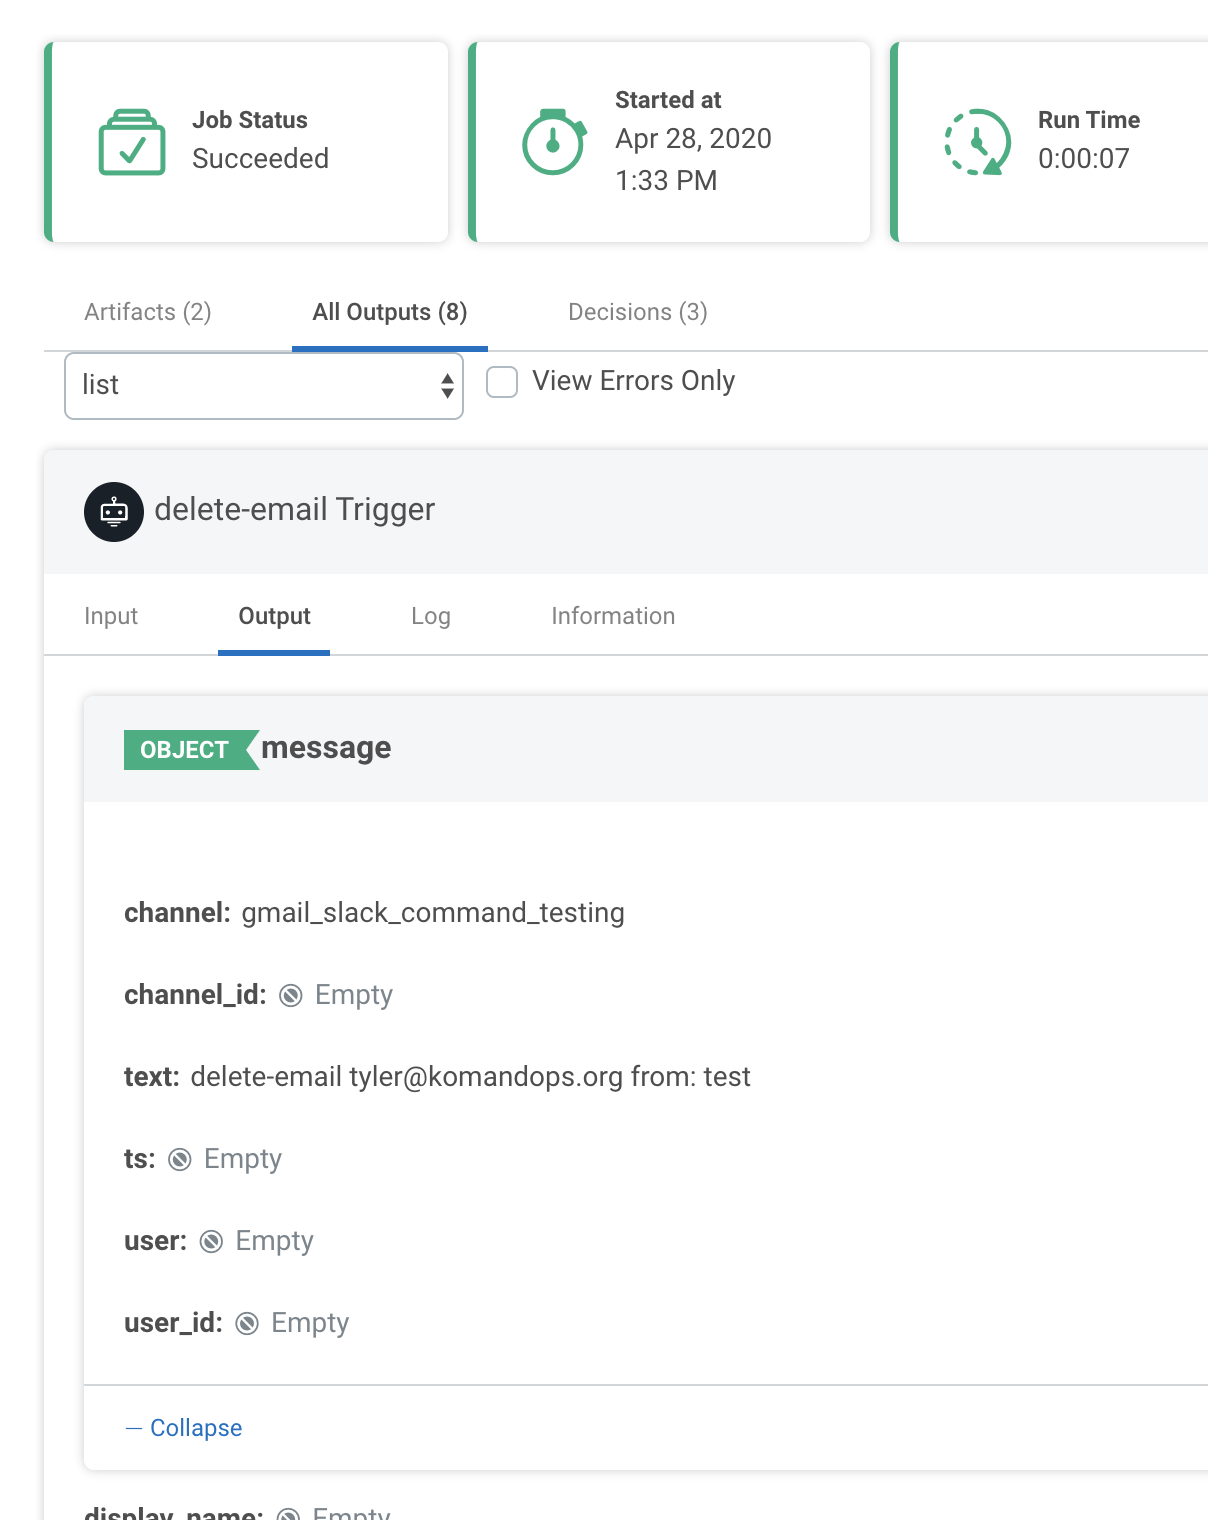 Job Status
Succeeded
Started at
Apr 28, 2020
1:33 PM
Run Time
0:00:07
Artifacts (2)
All Outputs (8)
Decisions (3)
list
View Errors Only
delete-email Trigger
Input
Output
Log
Information
OBJECT message
channel: gmail_slack_command_testing
channel_id: Empty
text: delete-email tyler@komandops.org from: test
ts: Empty
user: Empty
user_id: Empty
— Collapse
display_name: Empty